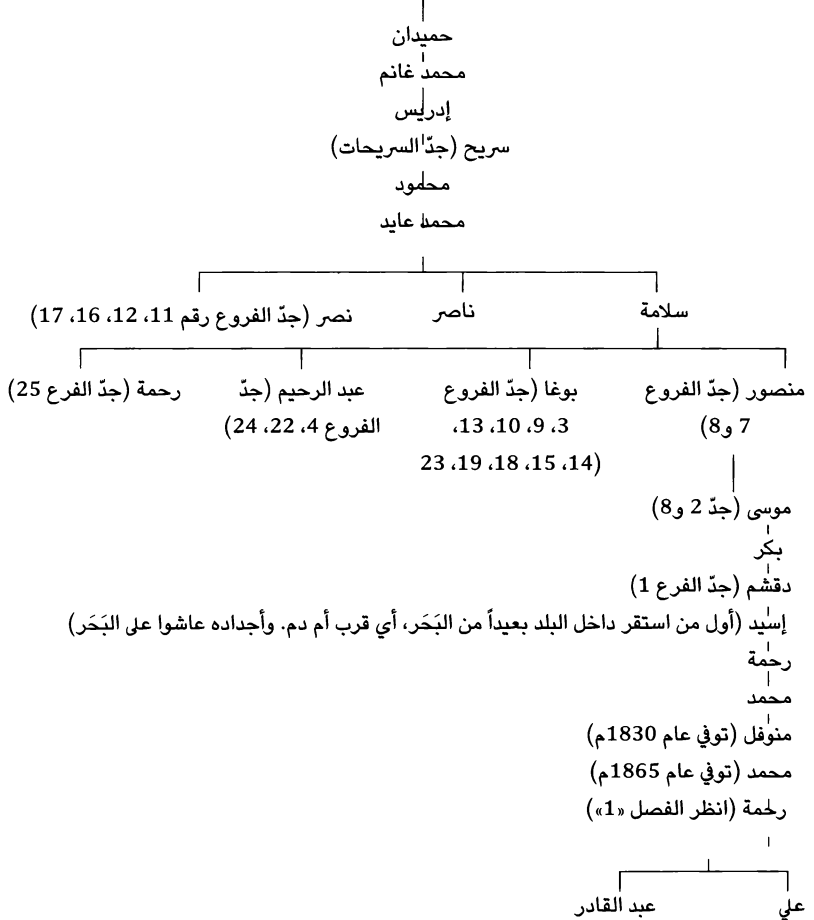 حميدان
محمد غانم
إدريس
سريح (جدّ السريحات)
محمود
محمد عايد
سلامة ناصر نصر (جدّ الفروع رقم 11، 12، 16، 17)
منصور (جدّ الفروع بوغا (جدّ الفروع عبد الرحيم (جدّ رحمة (جدّ الفرع 25)
7 و8) 3، 9، 10، 13، الفروع 4، 22، 24)
14، 15، 18، 19، 23)
موسى (جدّ 2 و8)
بكر
دقشم (جدّ الفرع 1)
إسيد (أول من استقر داخل البلد بعيداً من البَحَر، أي قرب أم دم. وأجداده عاشوا على البَحَر)
رحمة
محمد
منوفل (توفي عام 1830م)
محمد (توفي عام 1865م)
رحمة (انظر الفصل «1»)
علي عبد القادر